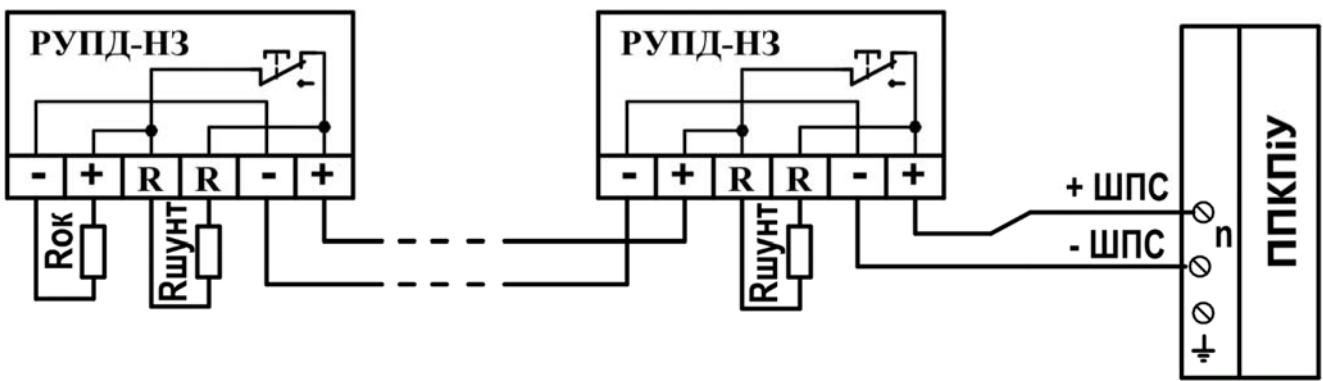 РУПД-НЗ
- + R R - +
Rок
Rшунт
РУПД-НЗ
- + R R - +
Rшунт
+ ШПС
- ШПС
n
ППКПіУ